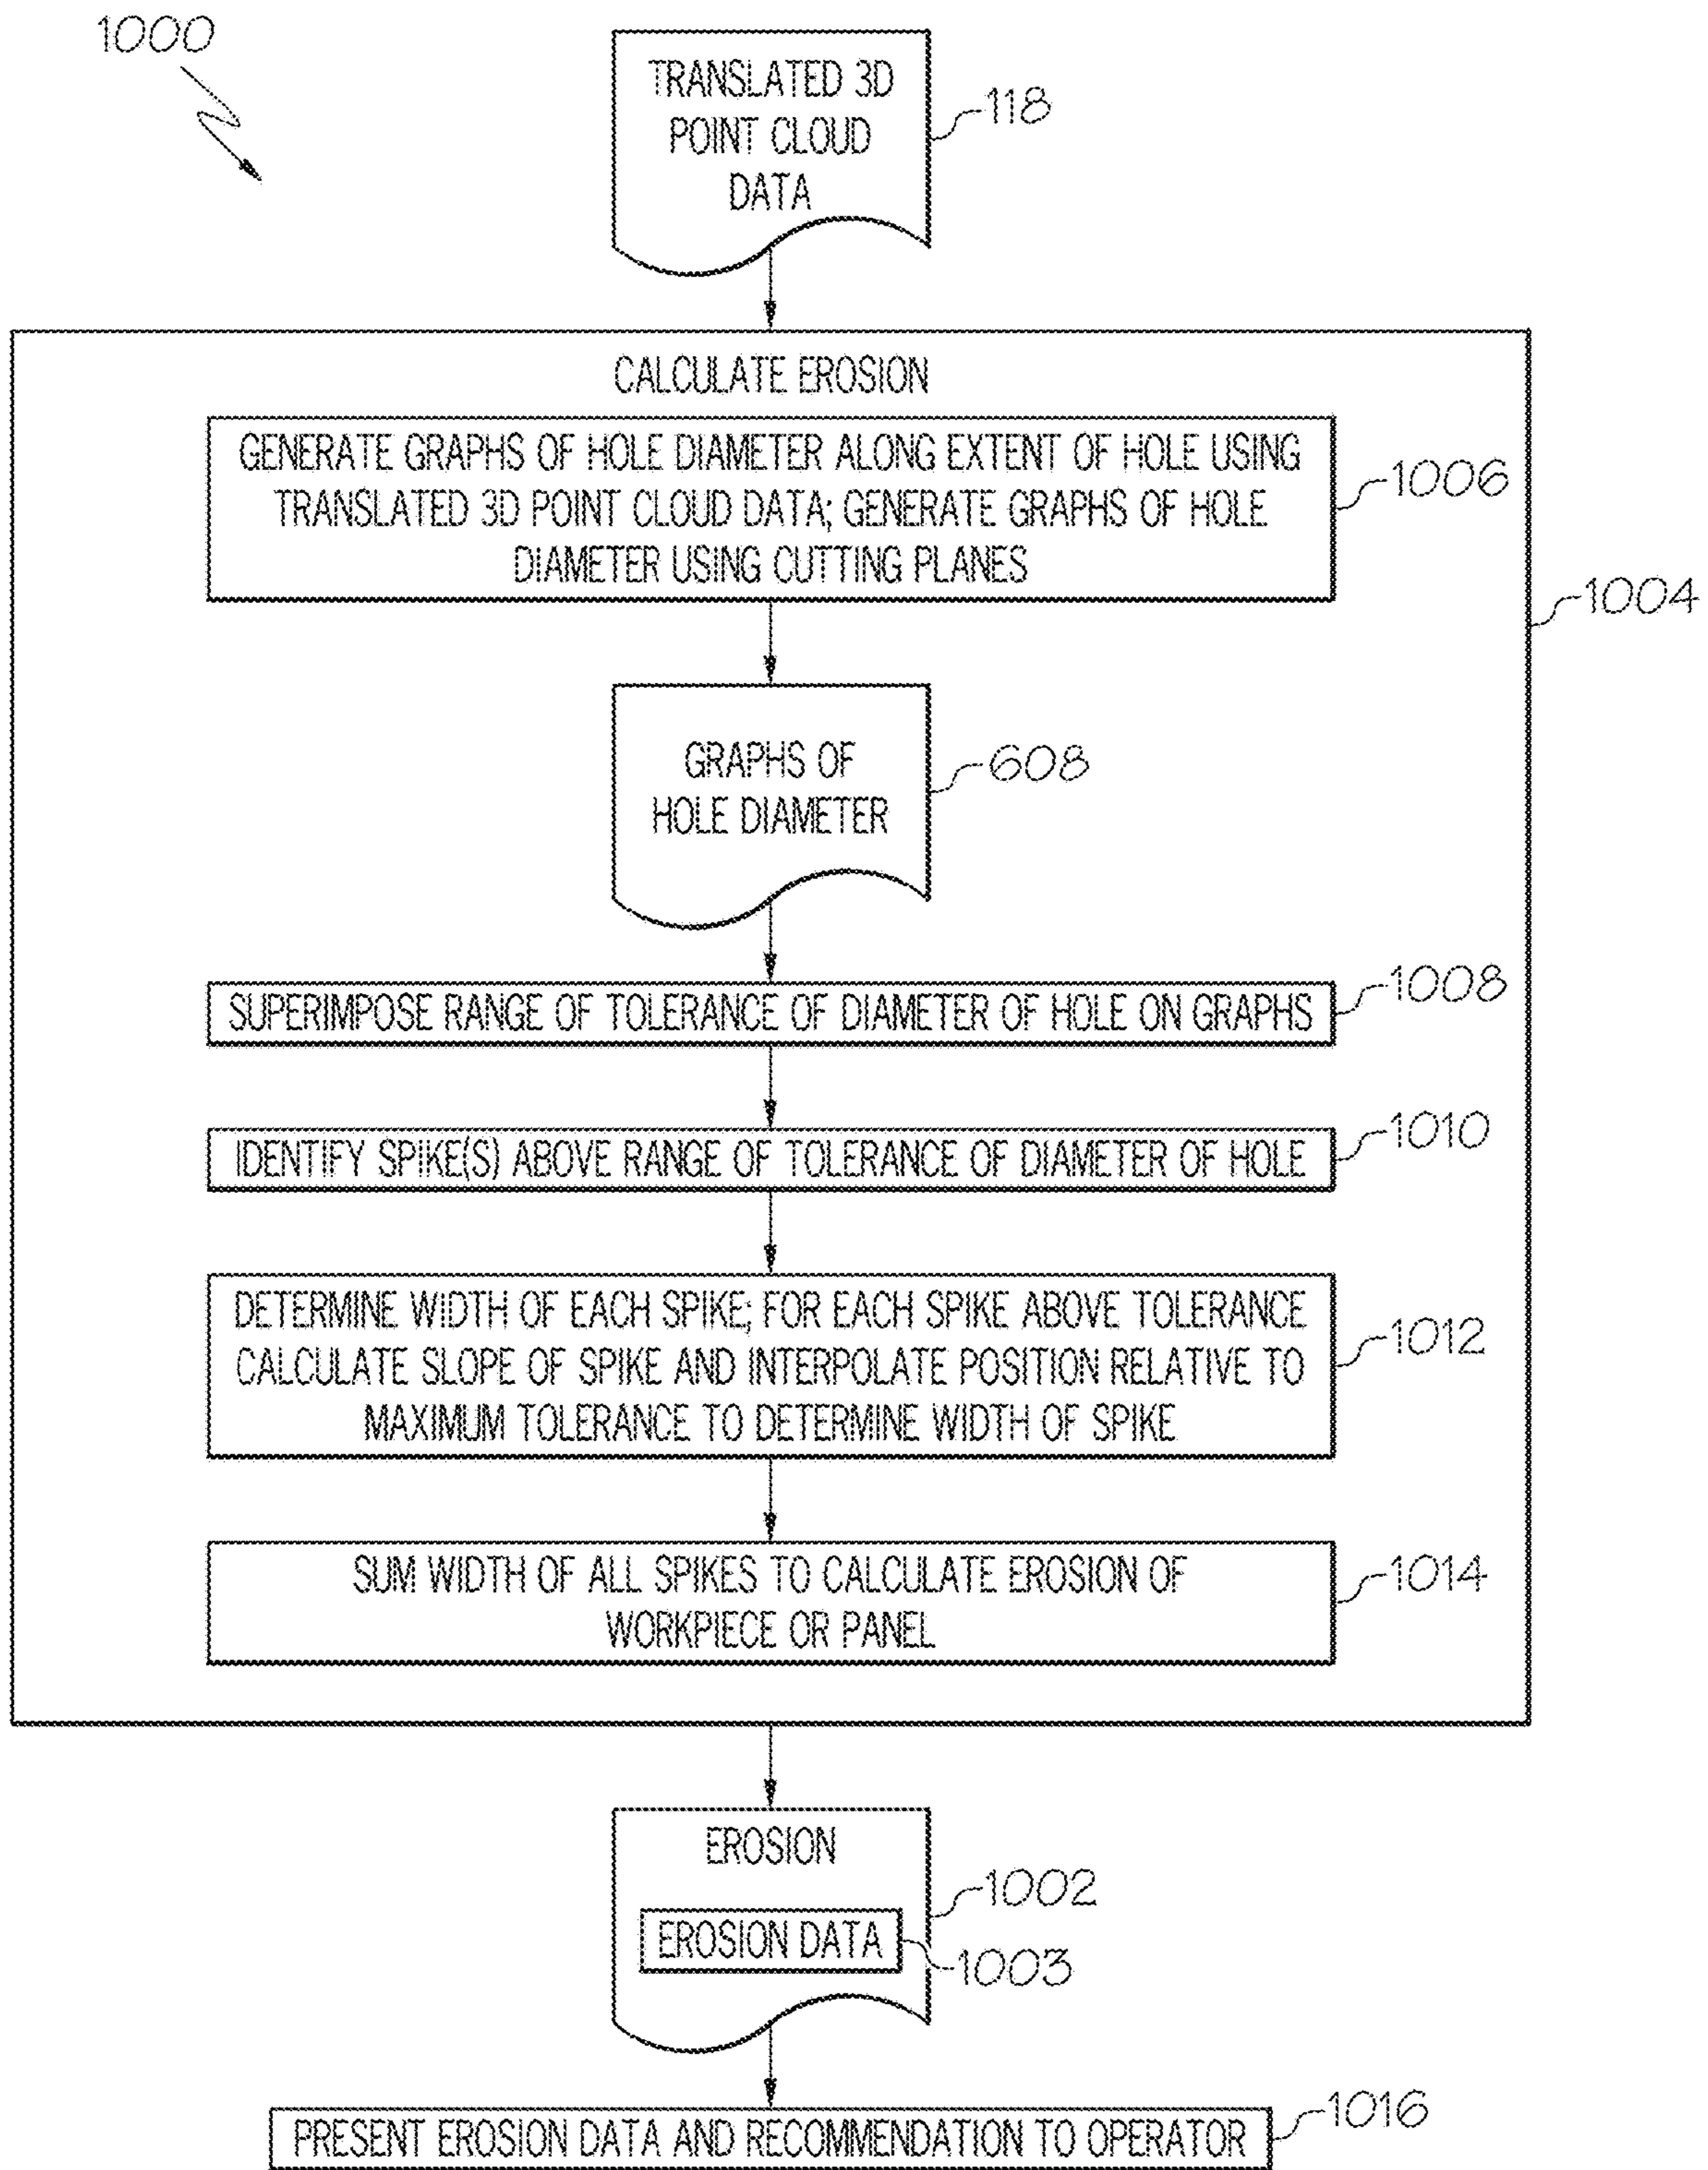 1000
TRANSLATED 3D
POINT CLOUD
DATA
118
CALCULATE EROSION
GENERATE GRAPHS OF HOLE DIAMETER ALONG EXTENT OF HOLE USING
TRANSLATED 3D POINT CLOUD DATA; GENERATE GRAPHS OF HOLE
DIAMETER USING CUTTING PLANES
1006
1004
GRAPHS OF
HOLE DIAMETER
608
SUPERIMPOSE RANGE OF TOLERANCE OF DIAMETER OF HOLE ON GRAPHS
1008
IDENTIFY SPIKE(S) ABOVE RANGE OF TOLERANCE OF DIAMETER OF HOLE
1010
DETERMINE WIDTH OF EACH SPIKE; FOR EACH SPIKE ABOVE TOLERANCE
CALCULATE SLOPE OF SPIKE AND INTERPOLATE POSITION RELATIVE TO
MAXIMUM TOLERANCE TO DETERMINE WIDTH OF SPIKE
1012
SUM WIDTH OF ALL SPIKES TO CALCULATE EROSION OF
WORKPIECE OR PANEL
1014
EROSION
1002
EROSION DATA
1003
PRESENT EROSION DATA AND RECOMMENDATION TO OPERATOR
1016